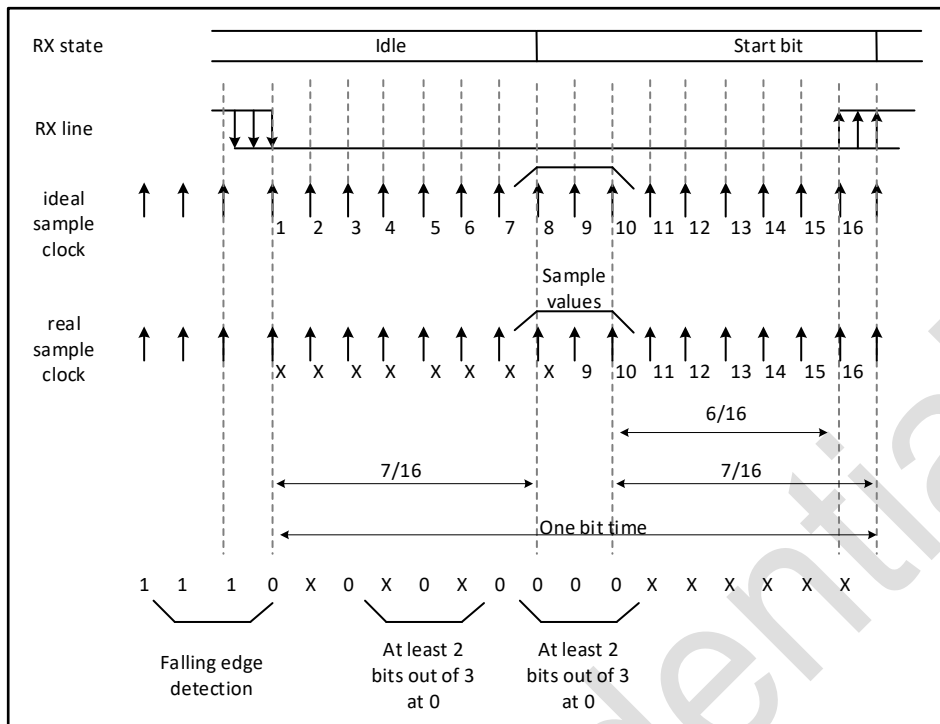 RX state
Idle
Start bit
RX line
ideal
sample
clock
1 2 3 4 5 6 7 8 9 10 11 12 13 14 15 16
Sample
values
real
sample
clock
X X X X X X X X 9 10 11 12 13 14 15 16
6/16
7/16
7/16
One bit time
1 1 1 0 X 0 X 0 X 0 0 0 0 X X X X X X
Falling edge
detection
At least 2
bits out of 3
at 0
At least 2
bits out of 3
at 0
dentia